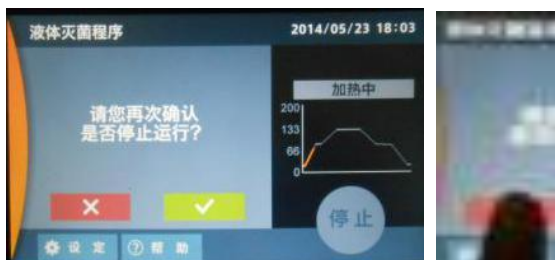 液体灭菌程序
2014/05/23 18:03
请您再次确认
是否停止运行?
加热中
200
133
66
0
停止
设定
帮助